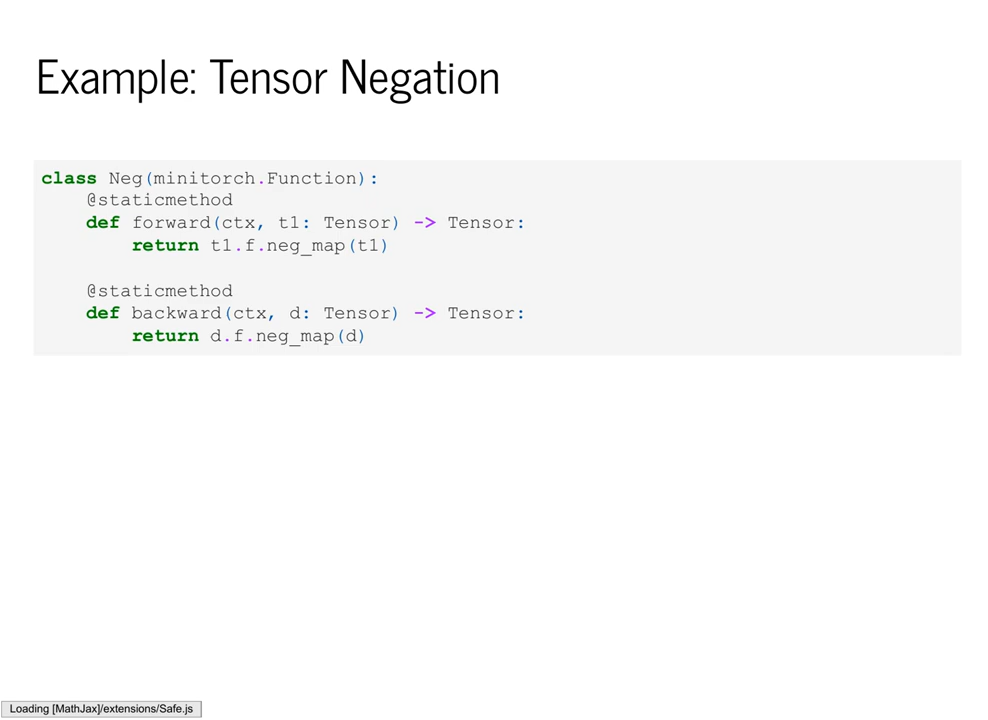 Example: Tensor Negation
class Neg(minitorch.Function):
    @staticmethod
    def forward(ctx, t1: Tensor) -> Tensor:
        return t1.f.neg_map(t1)

    @staticmethod
    def backward(ctx, d: Tensor) -> Tensor:
        return d.f.neg_map(d)
Loading [MathJax]/extensions/Safe.js